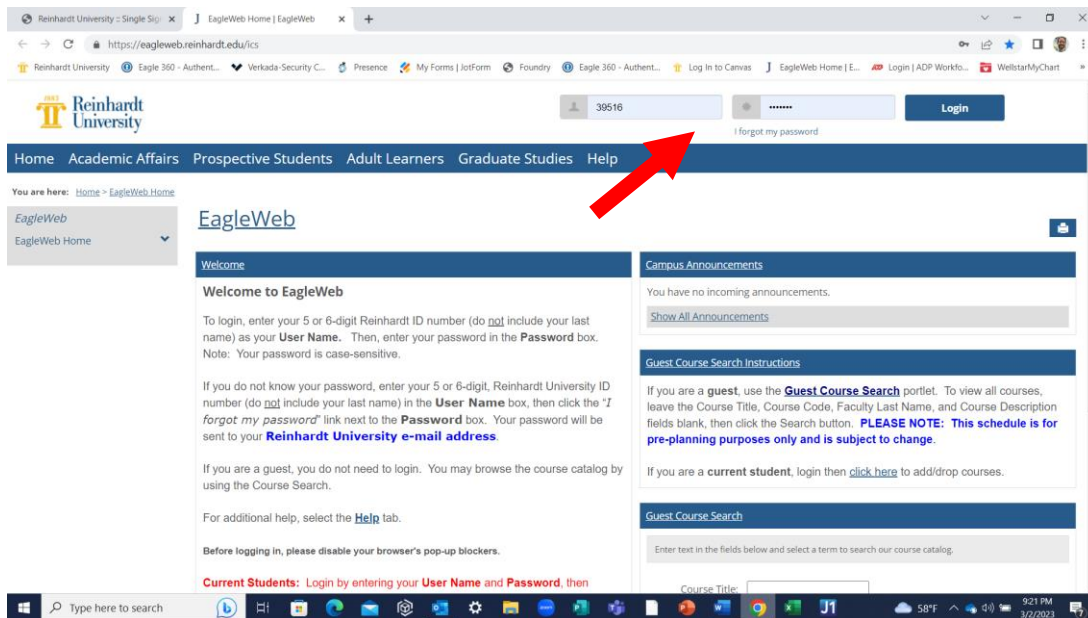 Reinhardt University :: Single Sig
EagleWeb Home | EagleWeb
https://eagleweb.reinhardt.edu/ics
Reinhardt University Eagle 360 - Authent... Verkada-Security C... Presence My Forms | JotForm Foundry Eagle 360 - Authent... Log In to Canvas EagleWeb Home | E... Login | ADP Workfo... WellstarMyChart »
Reinhardt
University
39516 ••••••• Login
I forgot my password
Home Academic Affairs Prospective Students Adult Learners Graduate Studies Help
You are here: Home > EagleWeb Home
EagleWeb
EagleWeb Home
EagleWeb
Welcome
Welcome to EagleWeb
To login, enter your 5 or 6-digit Reinhardt ID number (do not include your last
name) as your User Name. Then, enter your password in the Password box.
Note: Your password is case-sensitive.
If you do not know your password, enter your 5 or 6-digit, Reinhardt University ID
number (do not include your last name) in the User Name box, then click the "I
forgot my password" link next to the Password box. Your password will be
sent to your Reinhardt University e-mail address.
If you are a guest, you do not need to login. You may browse the course catalog by
using the Course Search.
For additional help, select the Help tab.
Before logging in, please disable your browser's pop-up blockers.
Current Students: Login by entering your User Name and Password, then
Campus Announcements
You have no incoming announcements.
Show All Announcements
Guest Course Search Instructions
If you are a guest, use the Guest Course Search portlet. To view all courses,
leave the Course Title, Course Code, Faculty Last Name, and Course Description
fields blank, then click the Search button. PLEASE NOTE: This schedule is for
pre-planning purposes only and is subject to change.
If you are a current student, login then click here to add/drop courses.
Guest Course Search
Enter text in the fields below and select a term to search our course catalog.
Course Title:
Type here to search
58°F
9:21 PM
3/2/2023